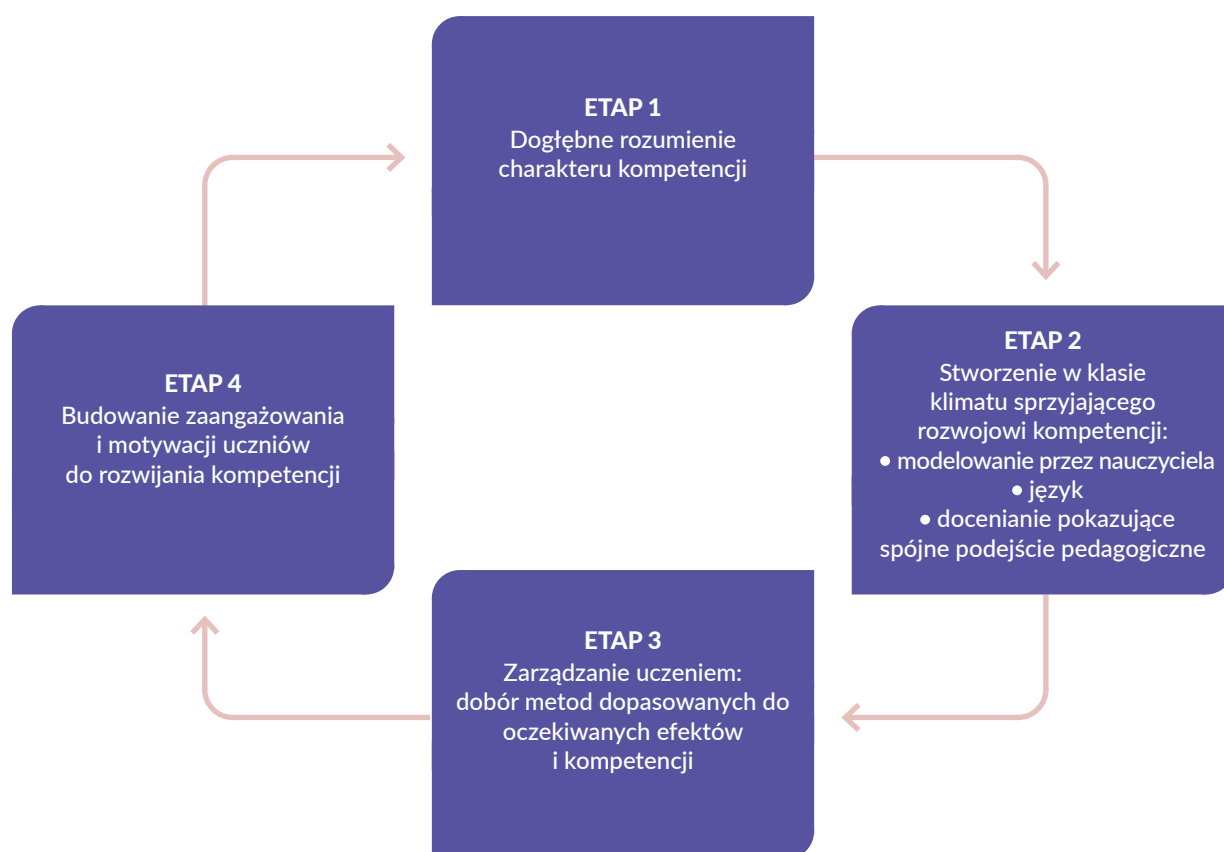 ETAP 1
Dogłębne rozumienie
charakteru kompetencji
ETAP 2
Stworzenie w klasie
klimatu sprzyjającego
rozwojowi kompetencji:
• modelowanie przez nauczyciela
• język
• docenianie pokazujące
spójne podejście pedagogiczne
ETAP 3
Zarządzanie uczeniem:
dobór metod dopasowanych do
oczekiwanych efektów
i kompetencji
ETAP 4
Budowanie zaangażowania
i motywacji uczniów
do rozwijania kompetencji